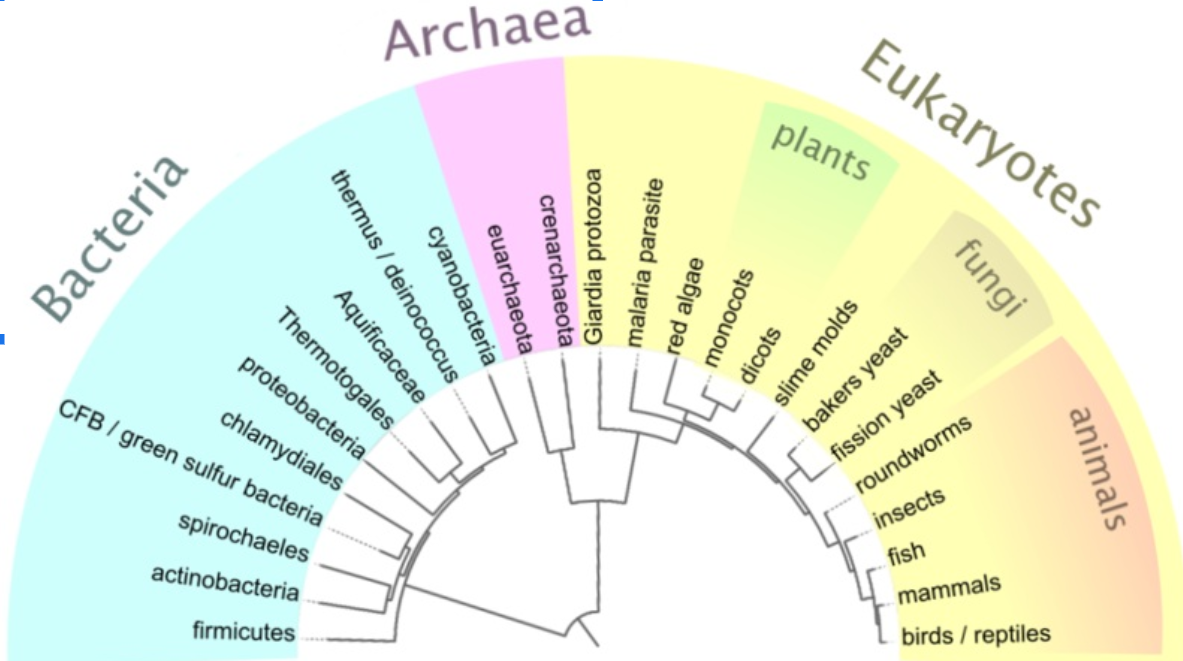 Archaea
Eukaryotes
Bacteria
plants
fungi
animals
thermus / deinococcus
cyanobacteria
euarchaeota
crenarchaeota
Giardia protozoa
malaria parasite
red algae
monocots
dicots
slime molds
bakers yeast
fission yeast
roundworms
insects
fish
mammals
birds / reptiles
Aquificaceae
Thermotogales
proteobacteria
chlamydiales
CFB / green sulfur bacteria
spirochaeles
actinobacteria
firmicutes